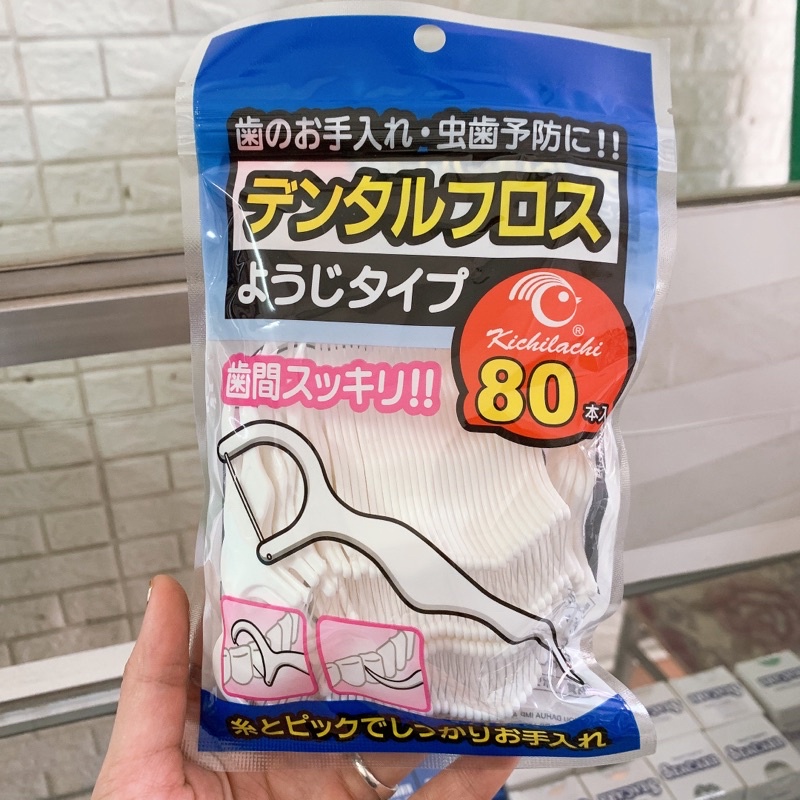 歯のお手入れ・虫歯予防に!!
デンタルフロス
ようじタイプ
®
Kichilachi
80本入
歯間スッキリ!!
糸とピックでしっかりお手入れ